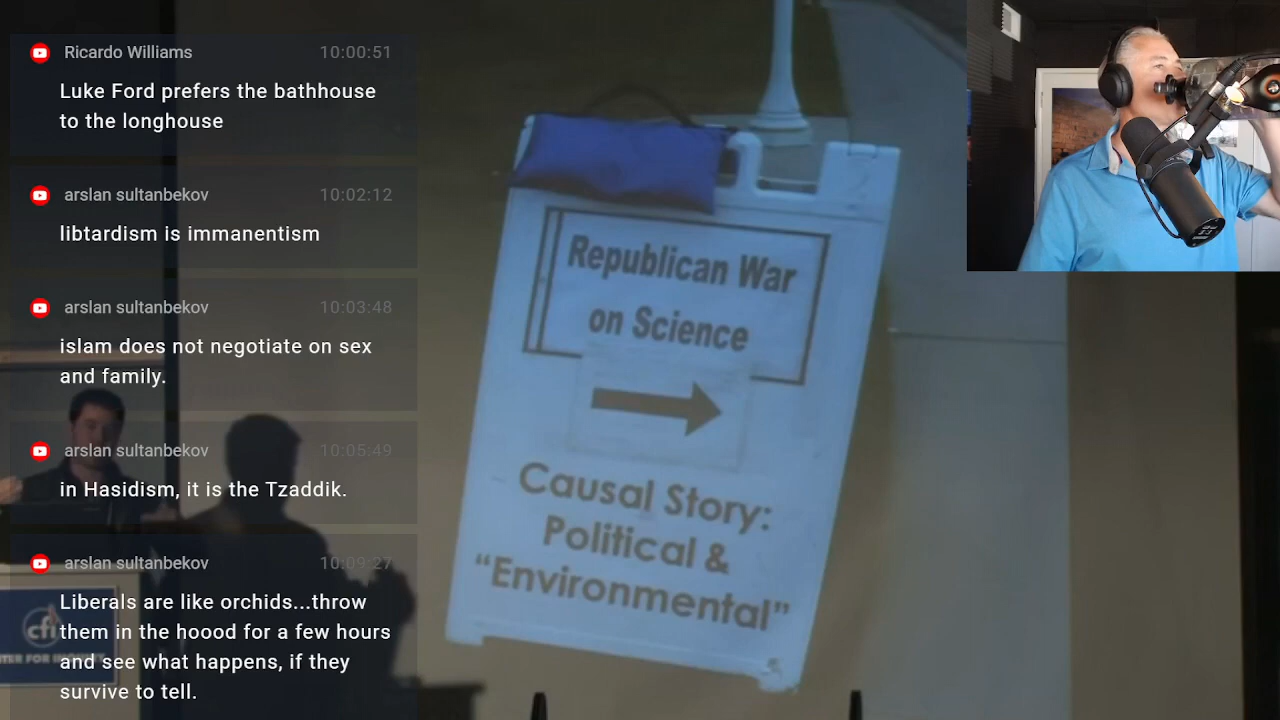 Ricardo Williams 10:00:51
Luke Ford prefers the bathhouse
to the longhouse
arslan sultanbekov 10:02:12
libtardism is immanentism
arslan sultanbekov 10:03:48
islam does not negotiate on sex
and family.
arslan sultanbekov 10:05:49
in Hasidism, it is the Tzaddik.
arslan sultanbekov 10:09:27
Liberals are like orchids...throw
them in the hoood for a few hours
and see what happens, if they
survive to tell.
Republican War
on Science
Causal Story:
Political &
“Environmental”
cfi